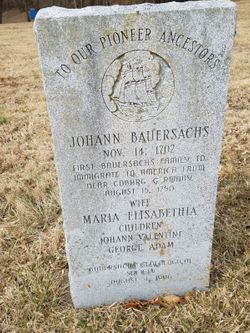 TO OUR PIONEER ANCESTORS
JOHANN BAUERSACHS
NOV. 14, 1702
FIRST BAUERSACHS FAMILY TO
IMMIGRATE TO AMERICA FROM
NEAR COBURG GERMANY
AUGUST 15, 1750
WIFE
MARIA ELISABETHA
CHILDREN
JOHANN VALENTINE
GEORGE ADAM
AUGUST